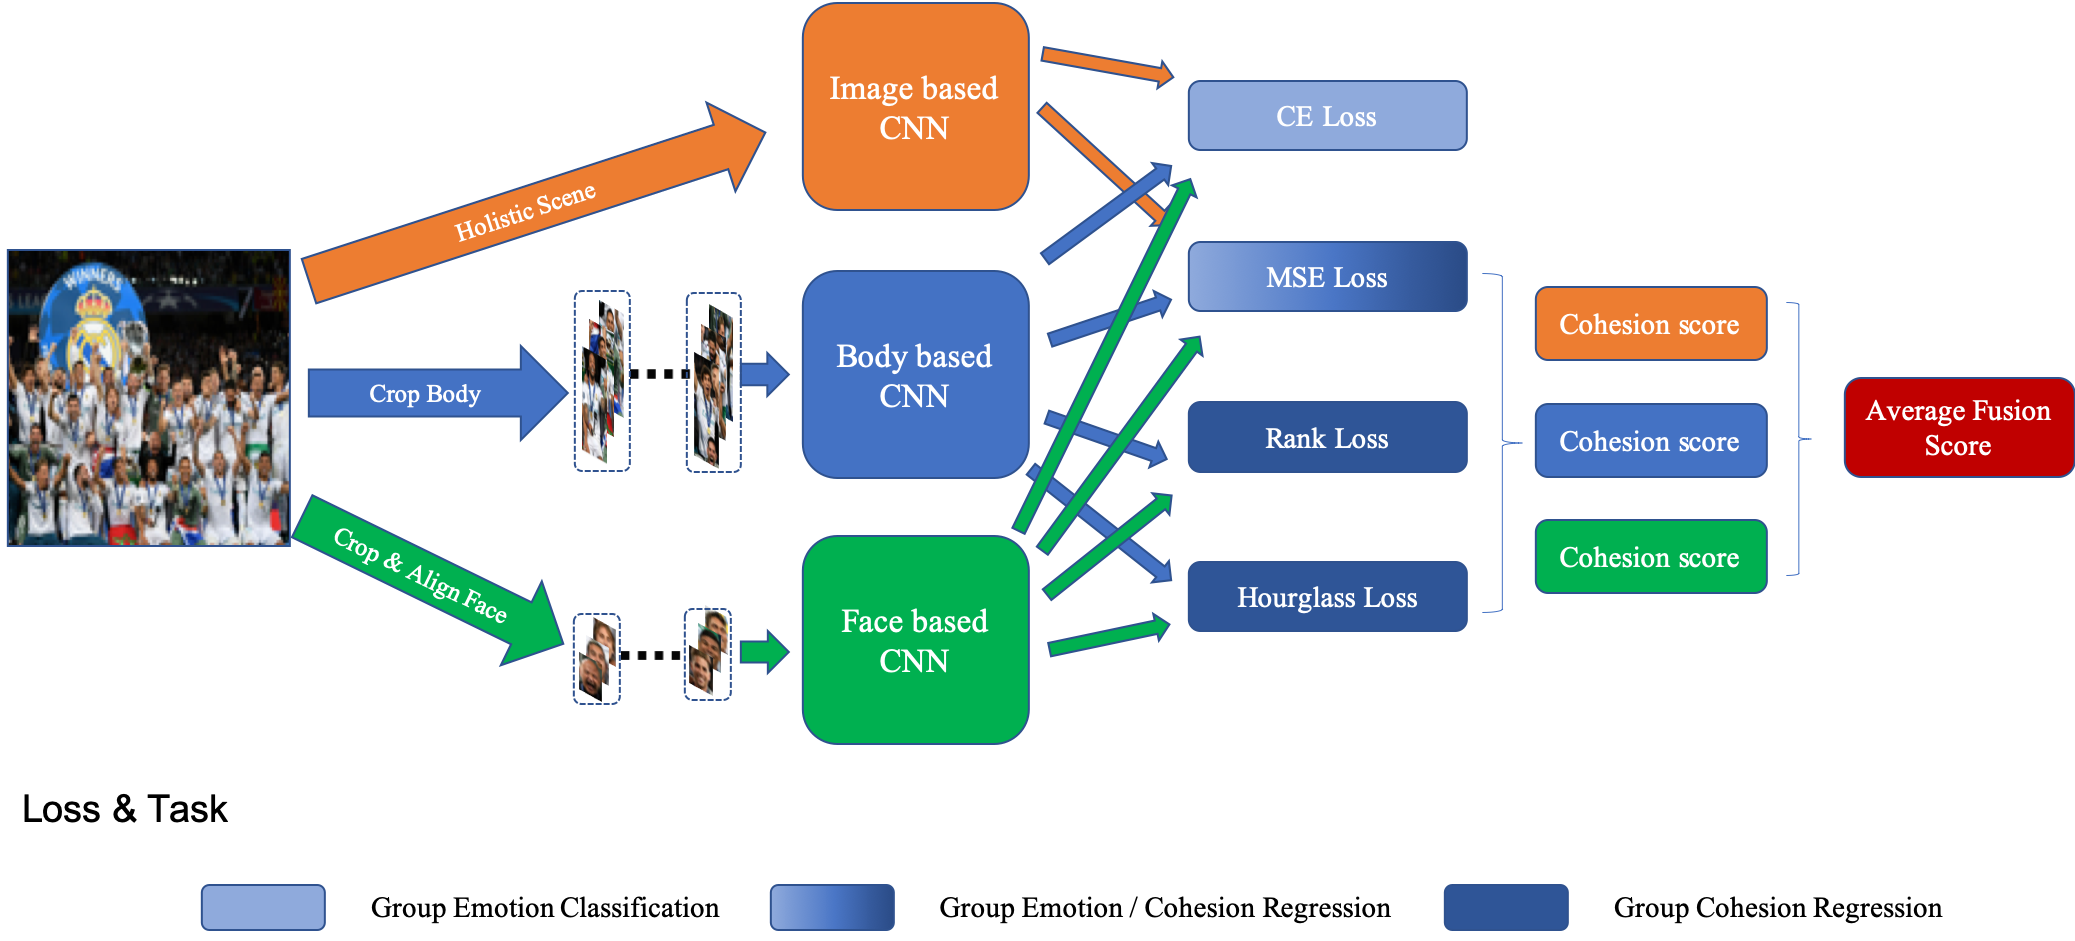 Image based
CNN
CE Loss
Holistic Scene
WINNERS
MSE Loss
Cohesion score
Crop Body
Body based
CNN
Rank Loss
Cohesion score
Average Fusion
Score
Crop & Align Face
Cohesion score
Face based
CNN
Hourglass Loss
Loss & Task
Group Emotion Classification
Group Emotion / Cohesion Regression
Group Cohesion Regression